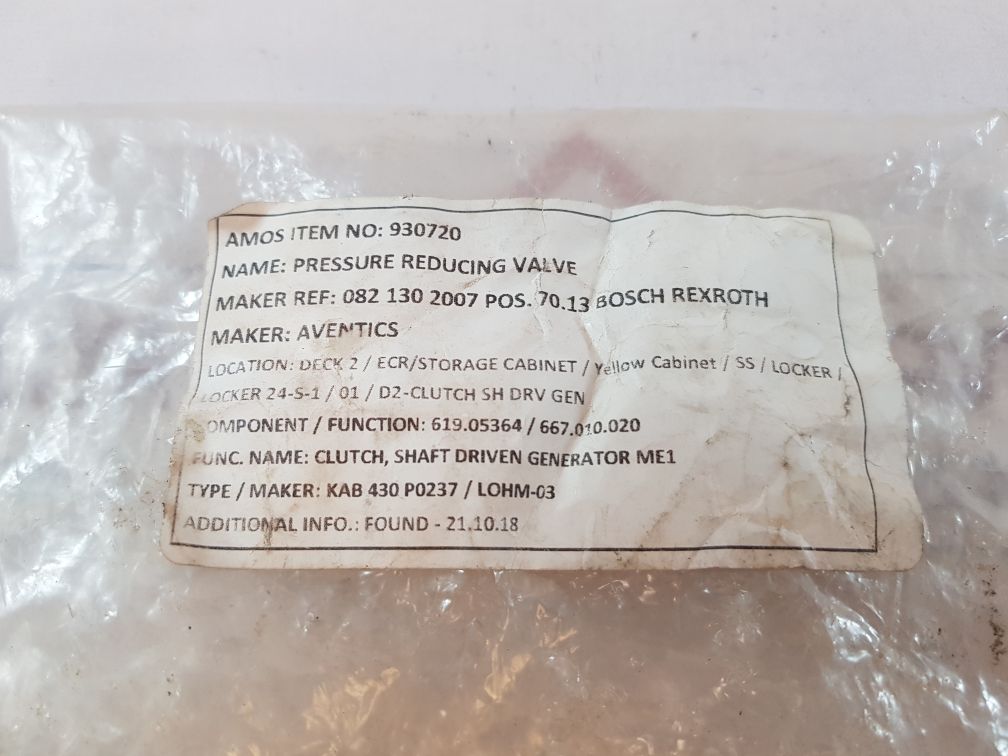 AMOS ITEM NO: 930720
NAME: PRESSURE REDUCING VALVE
MAKER REF: 082 130 2007 POS. 70.13 BOSCH REXROTH
MAKER: AVENTICS
LOCATION: DECK 2 / ECR/STORAGE CABINET / Yellow Cabinet / SS / LOCKER /
LOCKER 24-S-1 / 01 / D2-CLUTCH SH DRV GEN
COMPONENT / FUNCTION: 619.05364 / 667.010.020
FUNC. NAME: CLUTCH, SHAFT DRIVEN GENERATOR ME1
TYPE / MAKER: KAB 430 P0237 / LOHM-03
ADDITIONAL INFO.: FOUND - 21.10.18